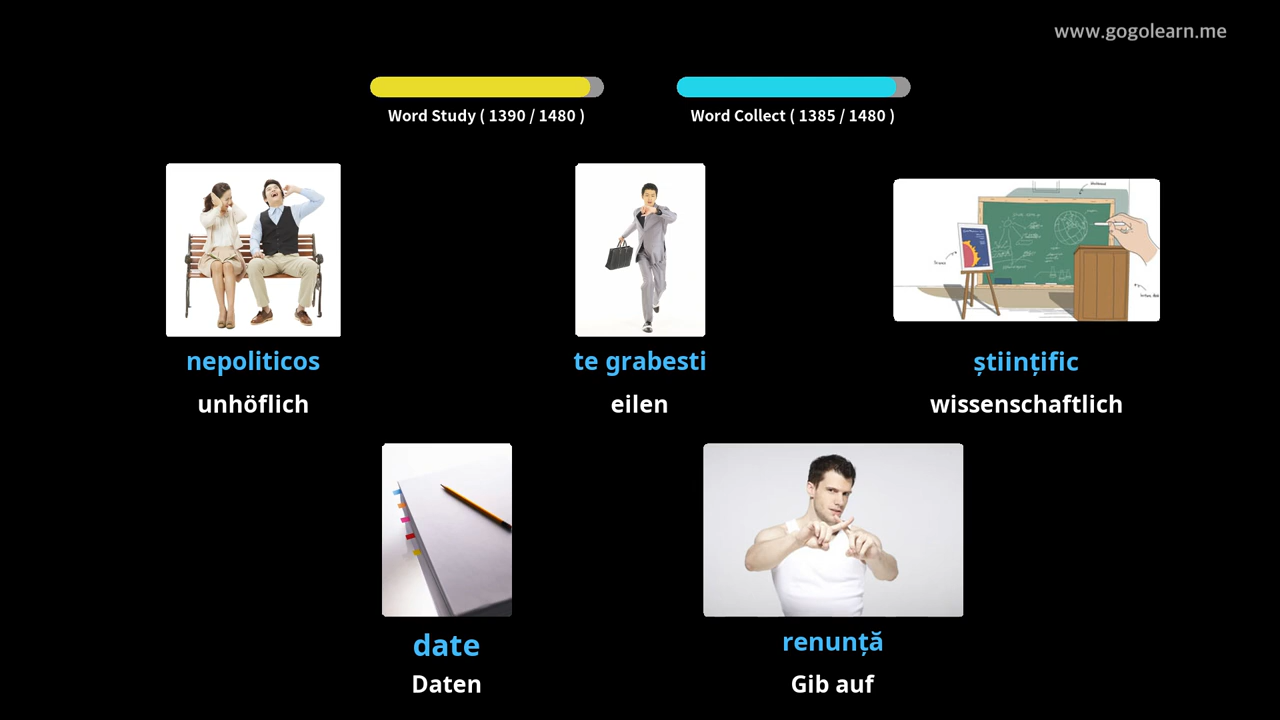 www.gogolearn.me
Word Study ( 1390 / 1480 )
Word Collect ( 1385 / 1480 )
nepoliticos
te grabesti
științific
unhöflich
eilen
wissenschaftlich
date
renunță
Daten
Gib auf